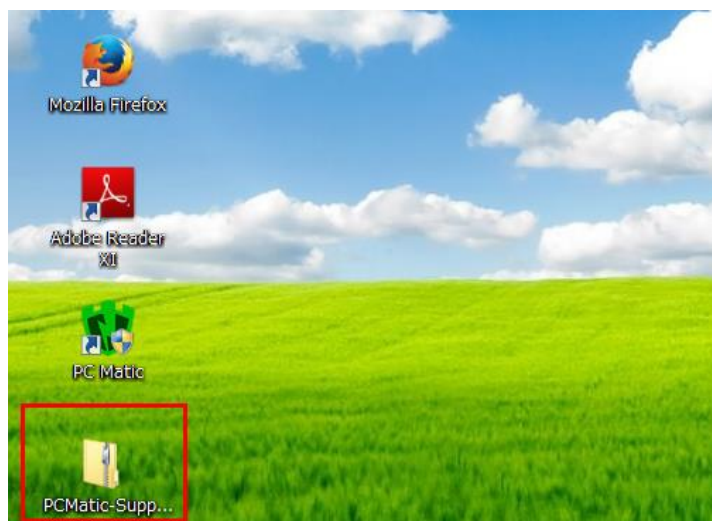 Mozilla Firefox
Adobe Reader
XI
PC Matic
PCMatic-Supp...